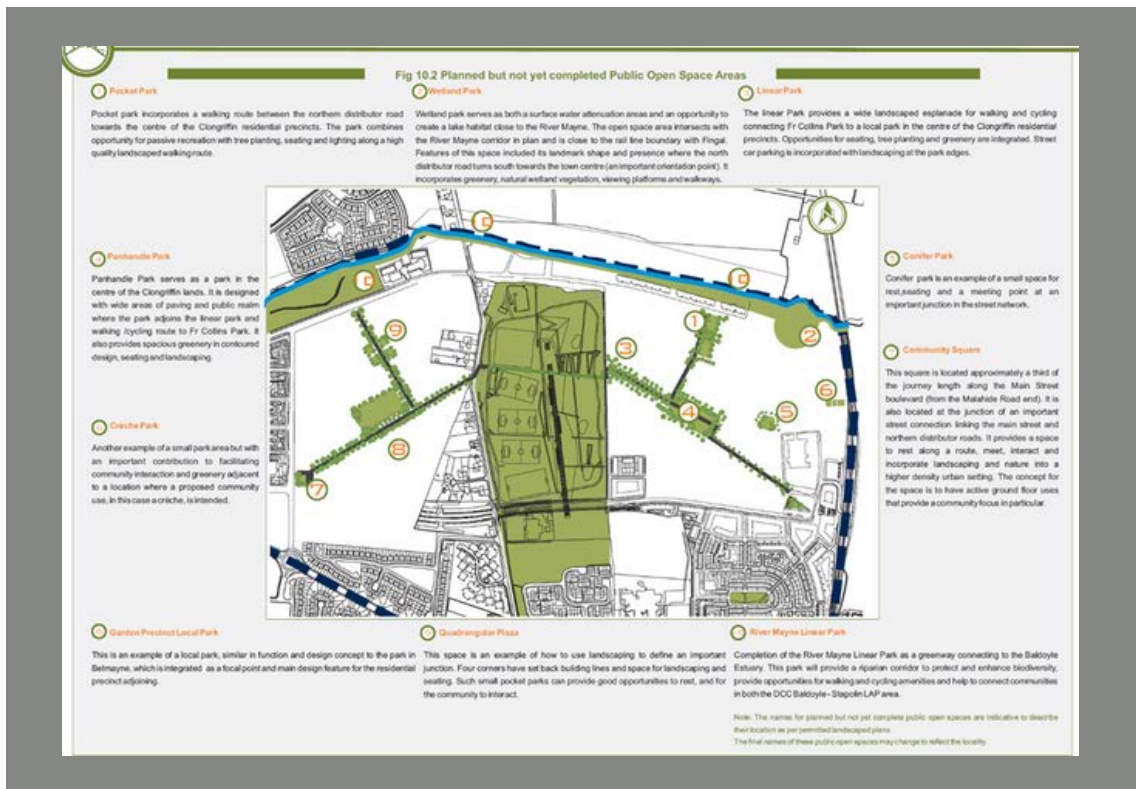 Fig 10.2 Planned but not yet completed Public Open Space Areas
Pocket Park
Pocket park incorporates a walking route between the northern distributor road
towards the centre of the Clongriffin residential precincts. The park combines
opportunity for passive recreation with tree planting, seating and lighting along a high
quality landscaped walking route.
Wetland Park
Wetland park serves as both a surface water attenuation areas and an opportunity to
create a lake habitat close to the River Mayne. The open space area intersects with
the River Mayne corridor in plan and is close to the rail line boundary with Fingal.
Features of this space included its landmark shape and presence where the north
distributor road turns south towards the town centre (an important orientation point). It
incorporates greenery, natural wetland vegetation, viewing platforms and walkways.
Linear Park
The linear Park provides a wide landscaped esplanade for walking and cycling
connecting Fr Collins Park to a local park in the centre of the Clongriffin residential
precincts. Opportunities for seating, tree planting and greenery are integrated. Street
car parking is incorporated with landscaping at the park edges.
Panhandle Park
Panhandle Park serves as a park in the
centre of the Clongriffin lands. It is designed
with wide areas of paving and public realm
where the park adjoins the linear park and
walking /cycling route to Fr Collins Park. It
also provides spacious greenery in contoured
design, seating and landscaping.
Creche Park
Another example of a small park area but with
an important contribution to facilitating
community interaction and greenery adjacent
to a location where a proposed community
use, in this case a crèche, is intended.
1
2
3
4
5
6
7
8
9
10
10
Conifer Park
Conifer park is an example of a small space for
rest,seating and a meeting point at an
important junction in the street network.
Community Square
This square is located approximately a third of
the journey length along the Main Street
boulevard (from the Malahide Road end). It is
also located at the junction of an important
street connection linking the main street and
northern distributor roads. It provides a space
to rest along a route, meet, interact and
incorporate landscaping and nature into a
higher density urban setting. The concept for
the space is to have active ground floor uses
that provide a community focus in particular.
Garden Precinct Local Park
This is an example of a local park, similar in function and design concept to the park in
Belmayne, which is integrated as a focal point and main design feature for the residential
precinct adjoining.
Quadrangular Plaza
This space is an example of how to use landscaping to define an important
junction. Four corners have set back building lines and space for landscaping and
seating. Such small pocket parks can provide good opportunities to rest, and for
the community to interact.
River Mayne Linear Park
Completion of the River Mayne Linear Park as a greenway connecting to the Baldoyle
Estuary. This park will provide a riparian corridor to protect and enhance biodiversity,
provide opportunities for walking and cycling amenities and help to connect communities
in both the DCC Baldoyle - Stapolin LAP area.
Note: The names for planned but not yet complete public open spaces are indicative to describe
their location as per permitted landscaped plans.
The final names of these public open spaces may change to reflect the locality.